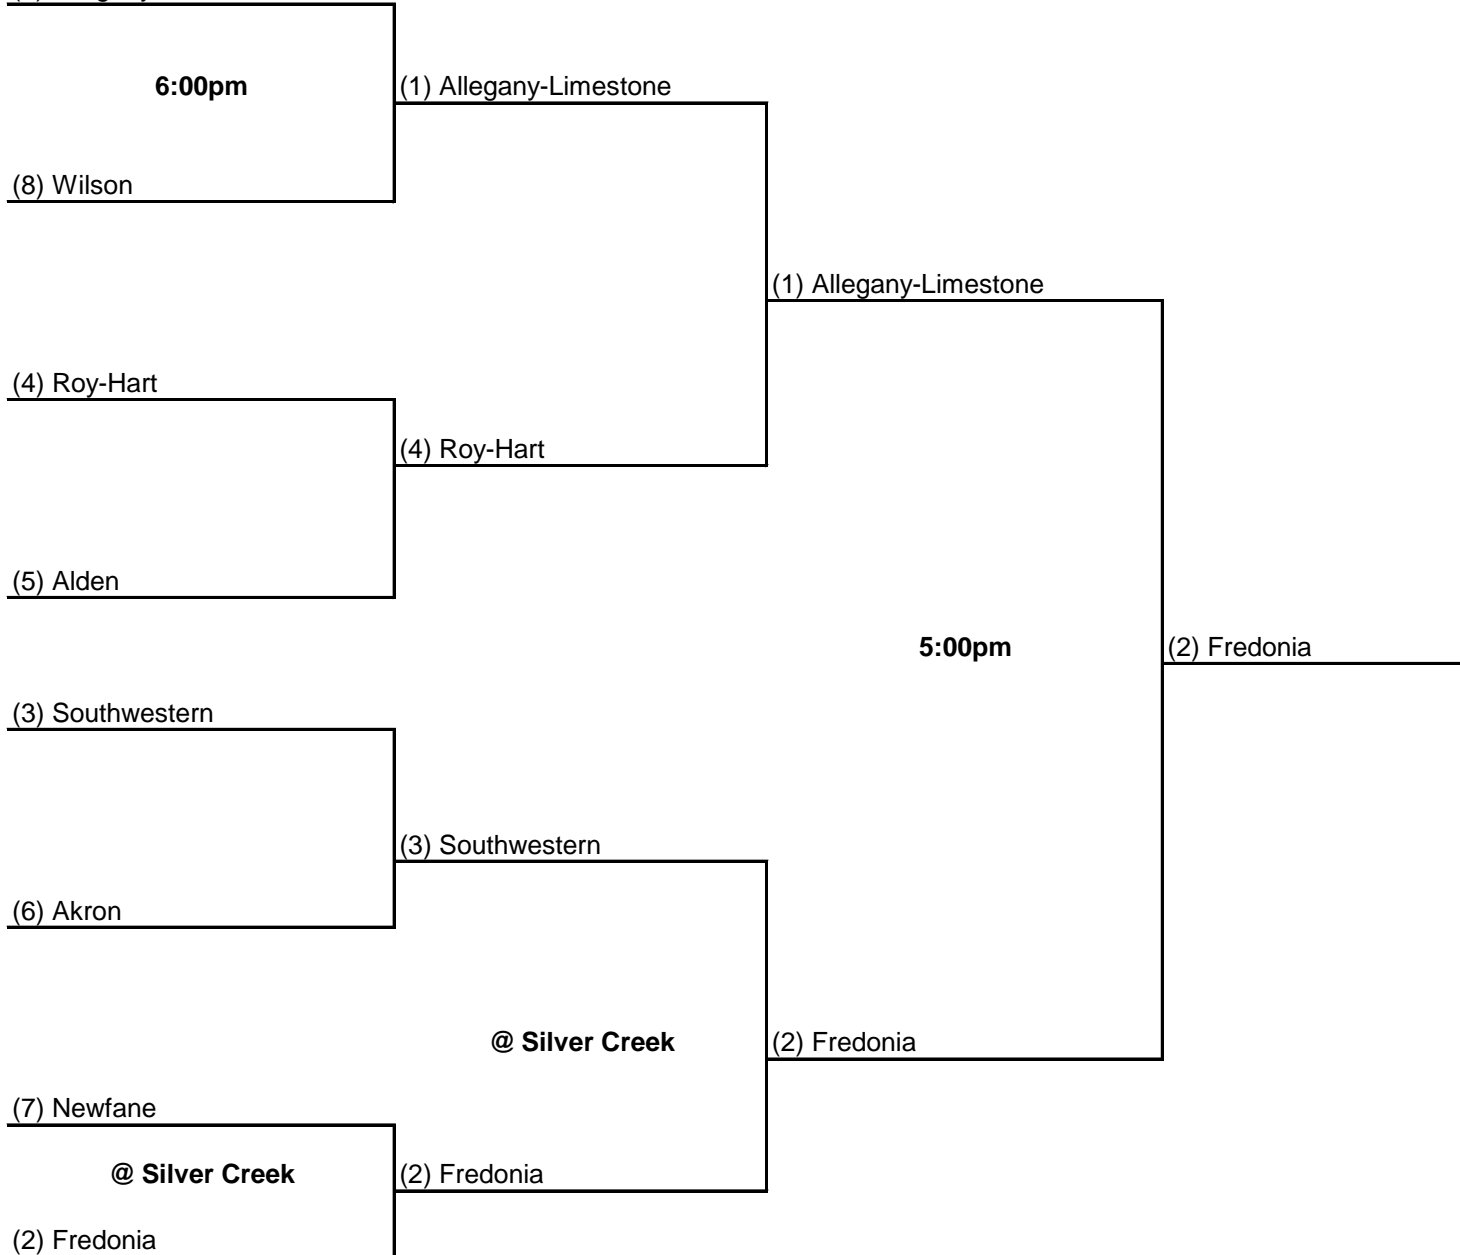 6:00pm
(1) Allegany-Limestone
(8) Wilson
(1) Allegany-Limestone
(4) Roy-Hart
(4) Roy-Hart
(5) Alden
5:00pm
(2) Fredonia
(3) Southwestern
(3) Southwestern
(6) Akron
@ Silver Creek
(2) Fredonia
(7) Newfane
@ Silver Creek
(2) Fredonia
(2) Fredonia